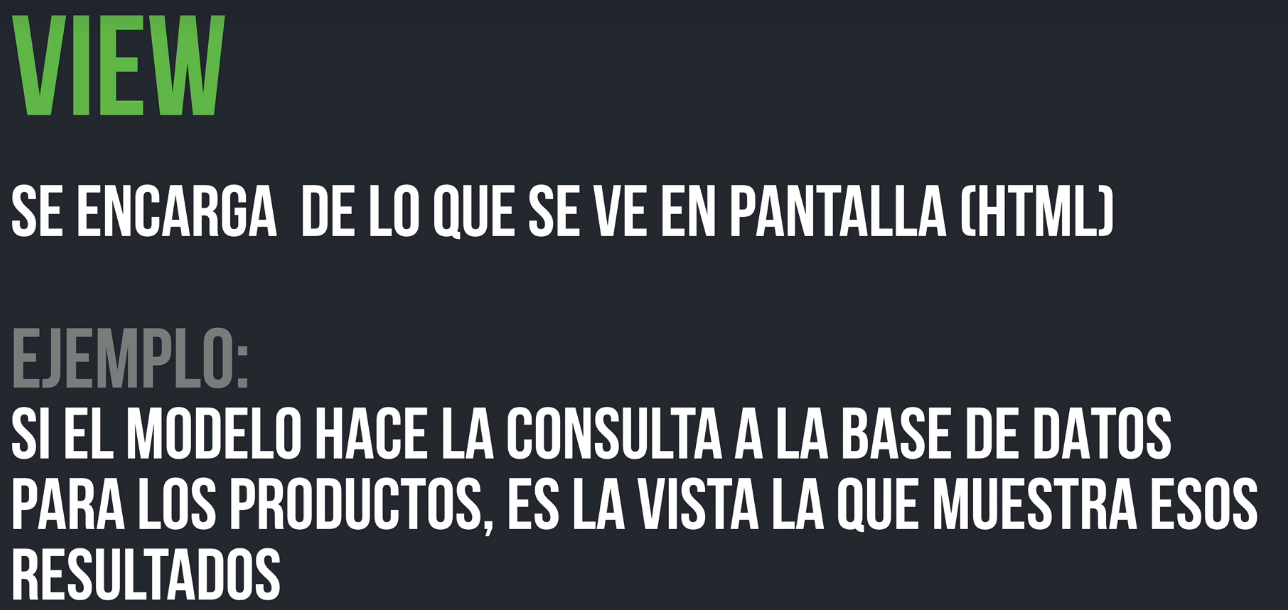 VIEW
SE ENCARGA DE LO QUE SE VE EN PANTALLA (HTML)
EJEMPLO:
SI EL MODELO HACE LA CONSULTA A LA BASE DE DATOS
PARA LOS PRODUCTOS, ES LA VISTA LA QUE MUESTRA ESOS
RESULTADOS